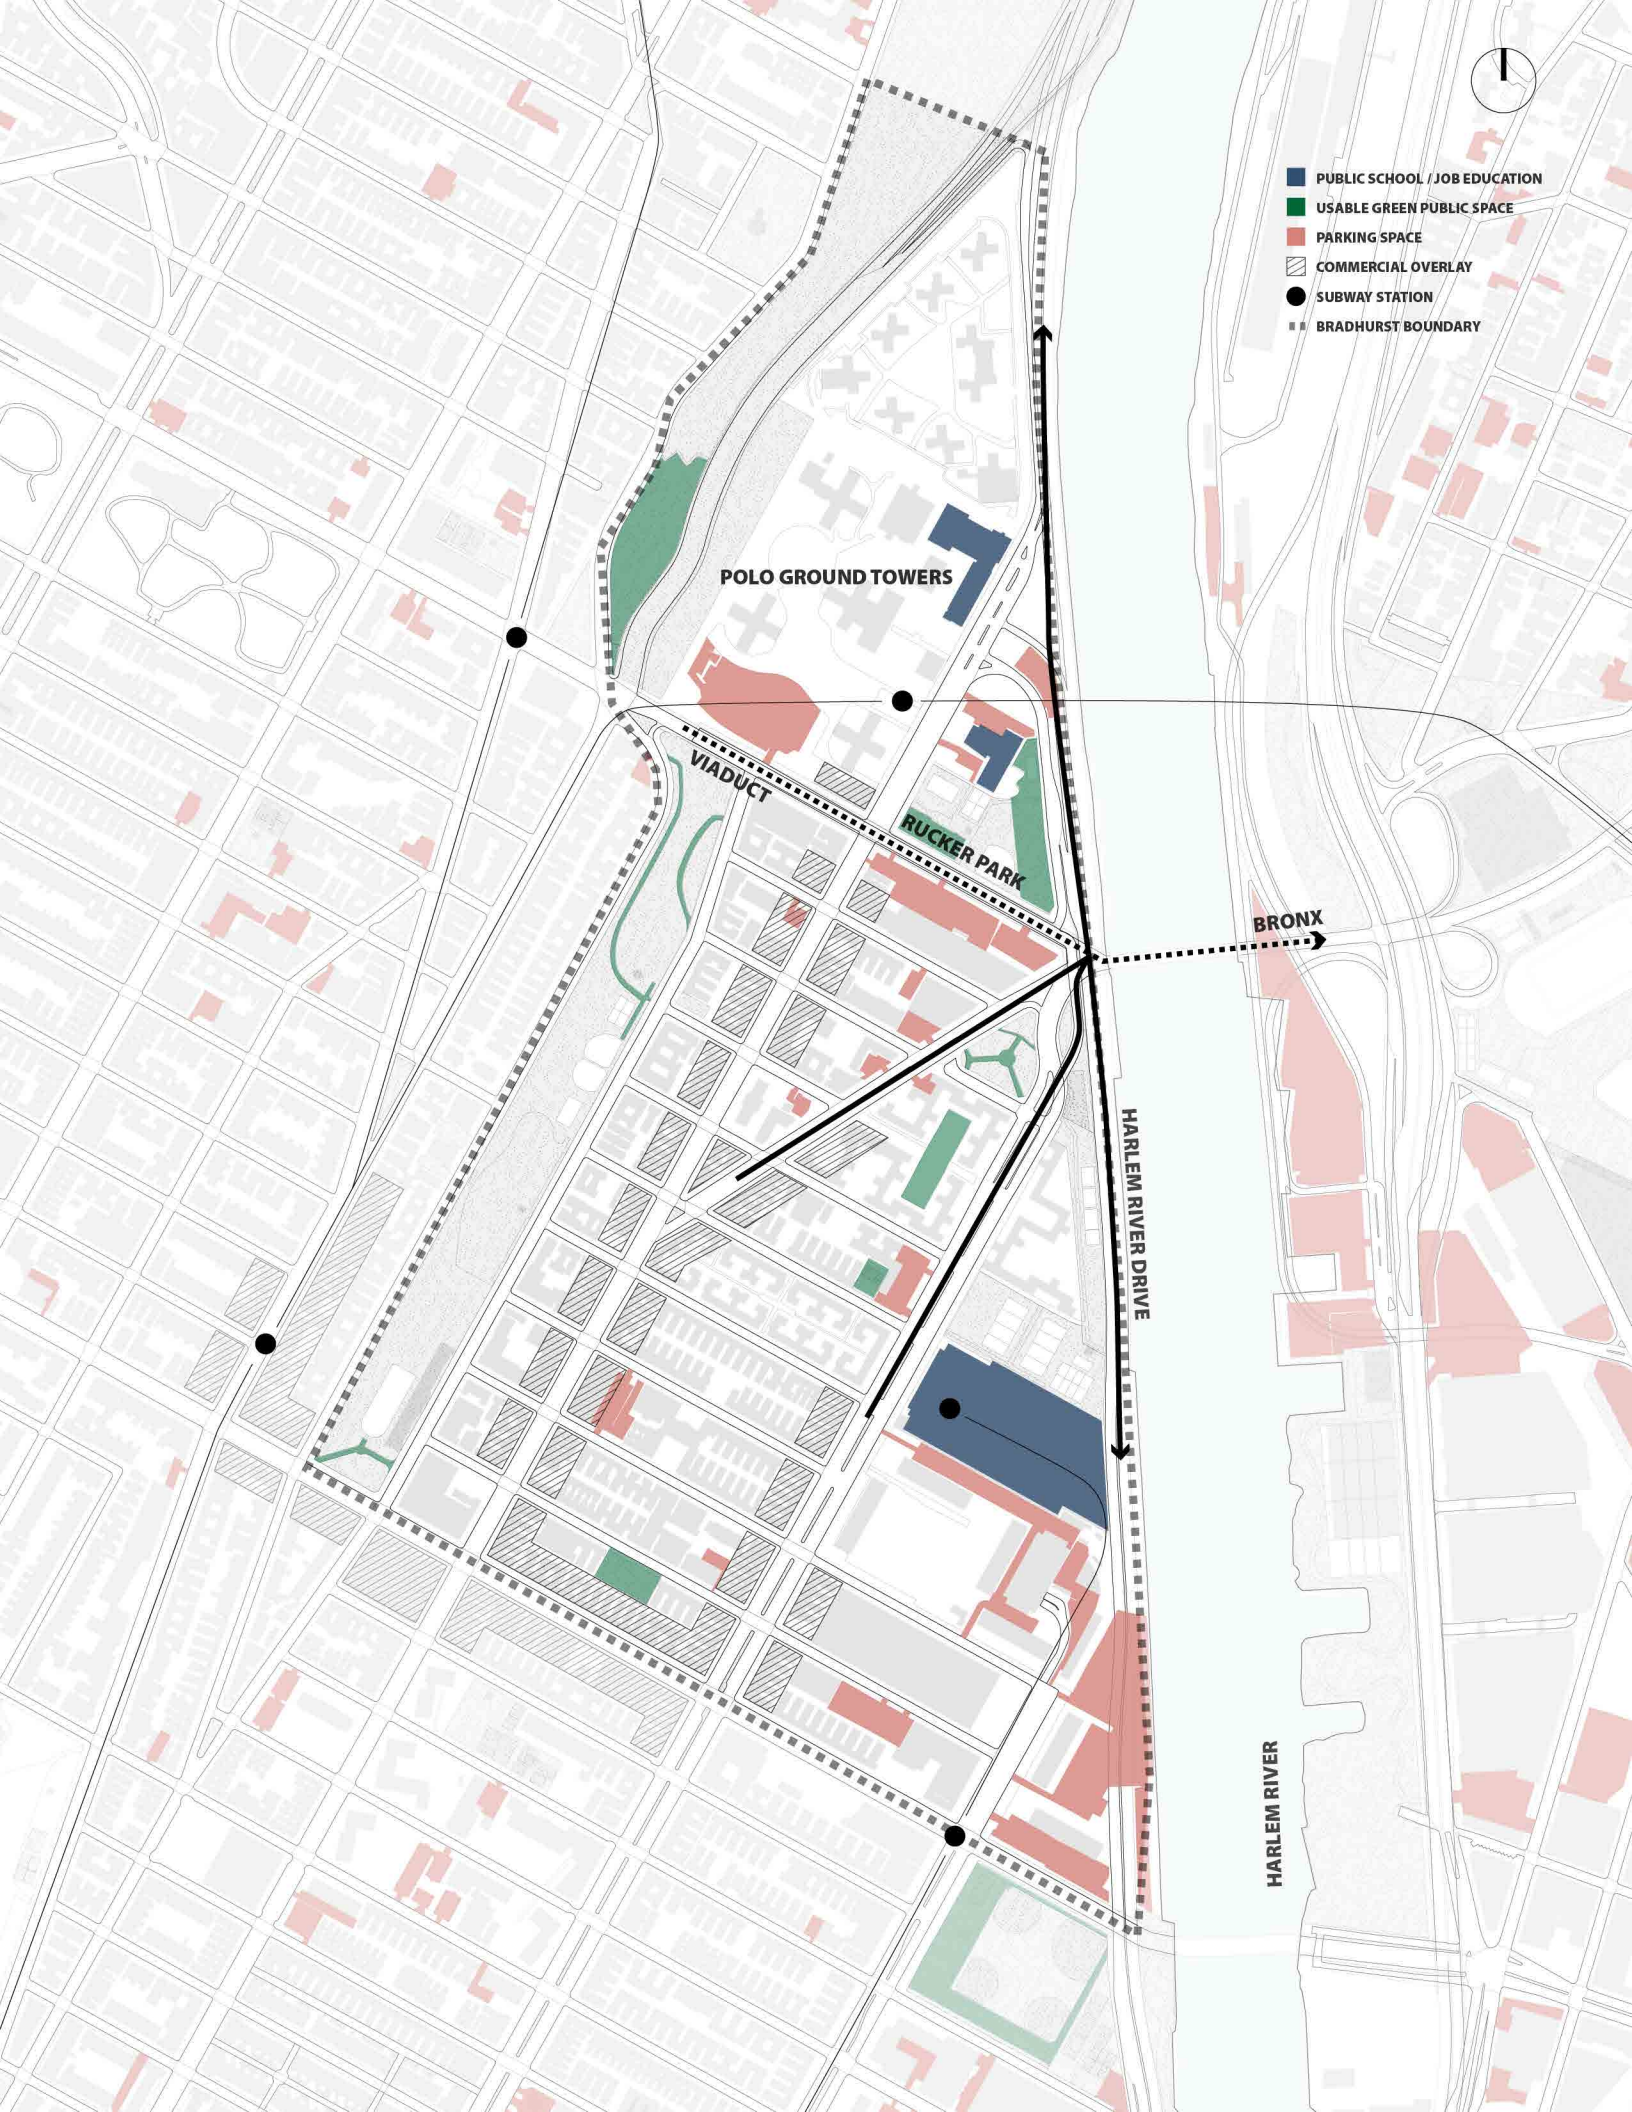 PUBLIC SCHOOL / JOB EDUCATION
USABLE GREEN PUBLIC SPACE
PARKING SPACE
COMMERCIAL OVERLAY
SUBWAY STATION
BRADHURST BOUNDARY
POLO GROUND TOWERS
VIADUCT
RUCKER PARK
BRONX
HARLEM RIVER DRIVE
HARLEM RIVER